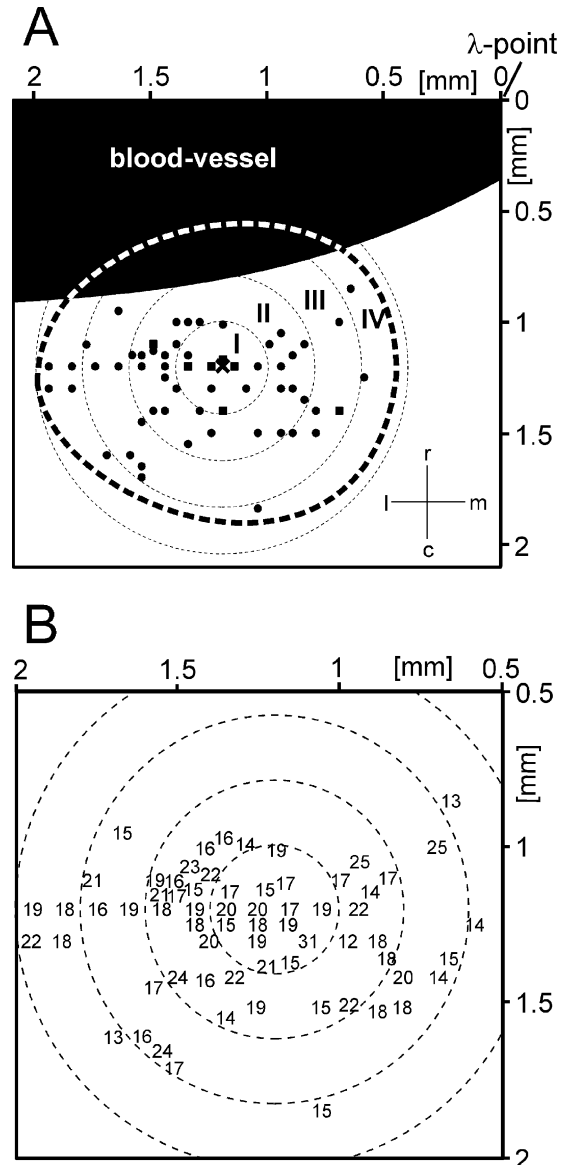 A
λ-point
2 1.5 1 0.5 [mm] 0
0
[mm]
blood-vessel
0.5
III
II
IV
1
I
1.5
r
l m
c
2
B
2 1.5 1 [mm] 0.5
0.5
[mm]
13
15
16 14
16 19
25
1
25
23
22
21 19 16 17 17
15 17 15 17 14
21 17
19 18 16 19 18 19 20 20 17 19 22
18 15 18 19 14
22 18 20 19 31 12 18
21 15 18 15
24 16 22 20 14
17
19 15 22 18 18
1.5
14
13 16
24
17
15
2